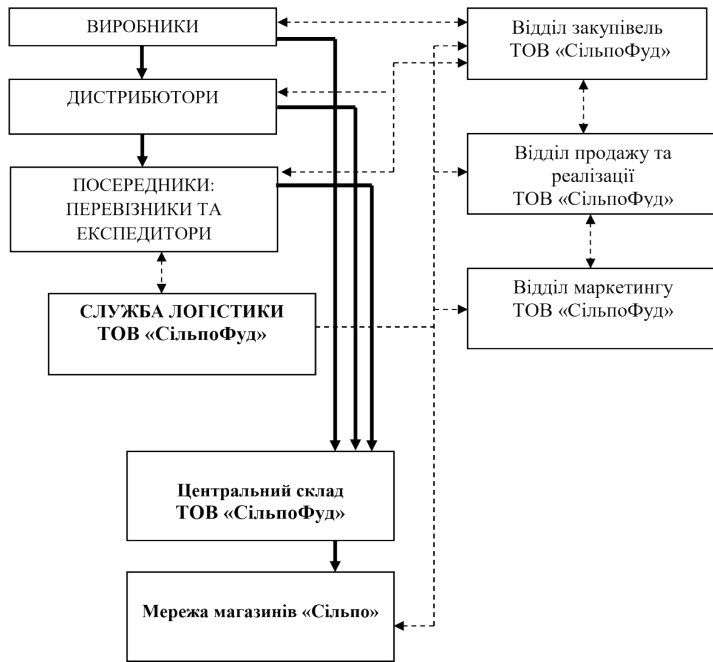 ВИРОБНИКИ
ДИСТРИБЮТОРИ
ПОСЕРЕДНИКИ:
ПЕРЕВІЗНИКИ ТА
ЕКСПЕДИТОРИ
СЛУЖБА ЛОГІСТИКИ
ТОВ «СільпоФуд»
Центральний склад
ТОВ «СільпоФуд»
Мережа магазинів «Сільпо»
Відділ закупівель
ТОВ «СільпоФуд»
Відділ продажу та
реалізації
ТОВ «СільпоФуд»
Відділ маркетингу
ТОВ «СільпоФуд»